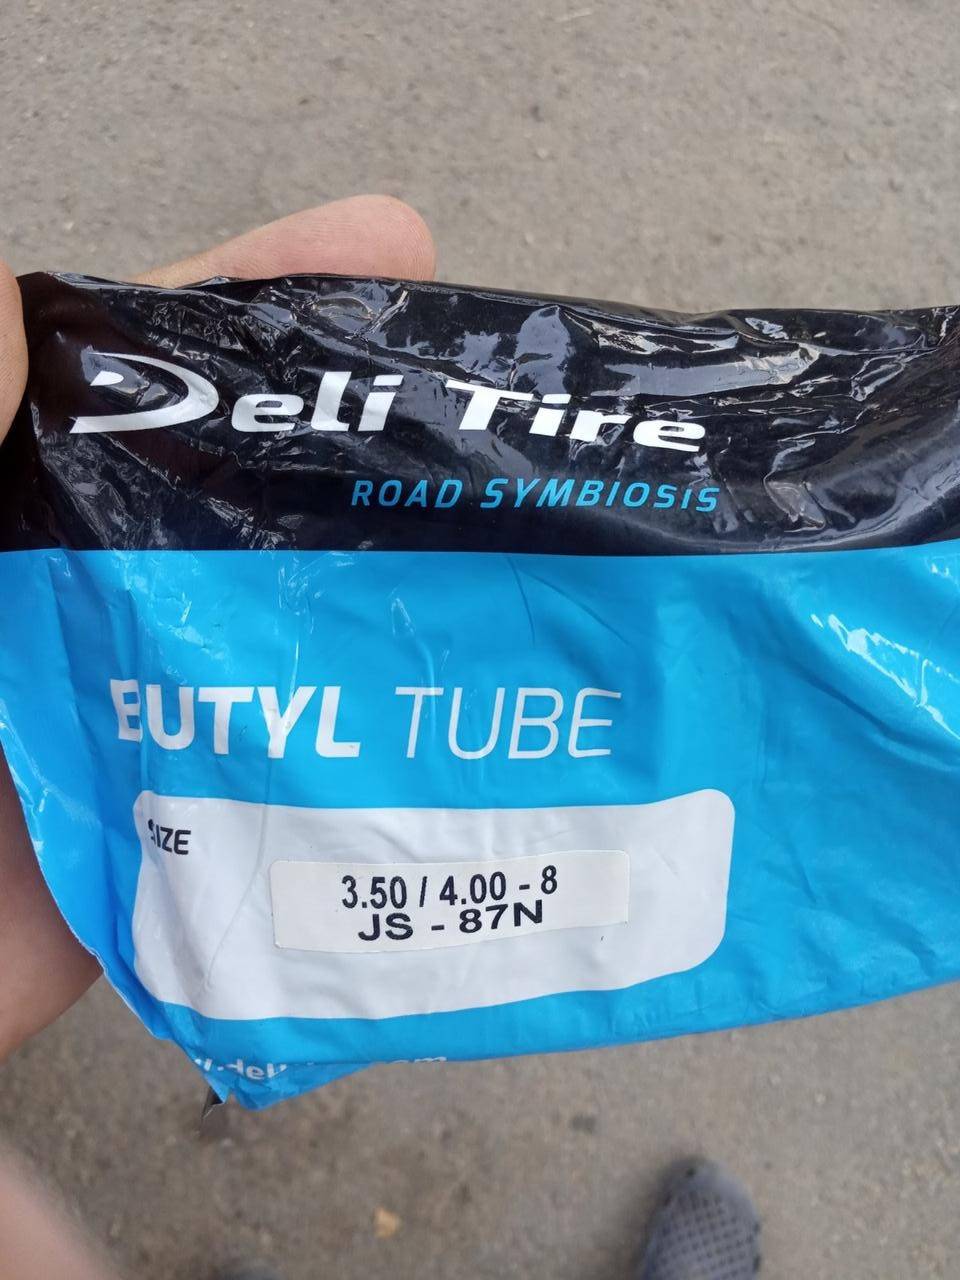 Deli Tire
ROAD SYMBIOSIS
BUTYL TUBE
SIZE
3.50 / 4.00 - 8
JS - 87N